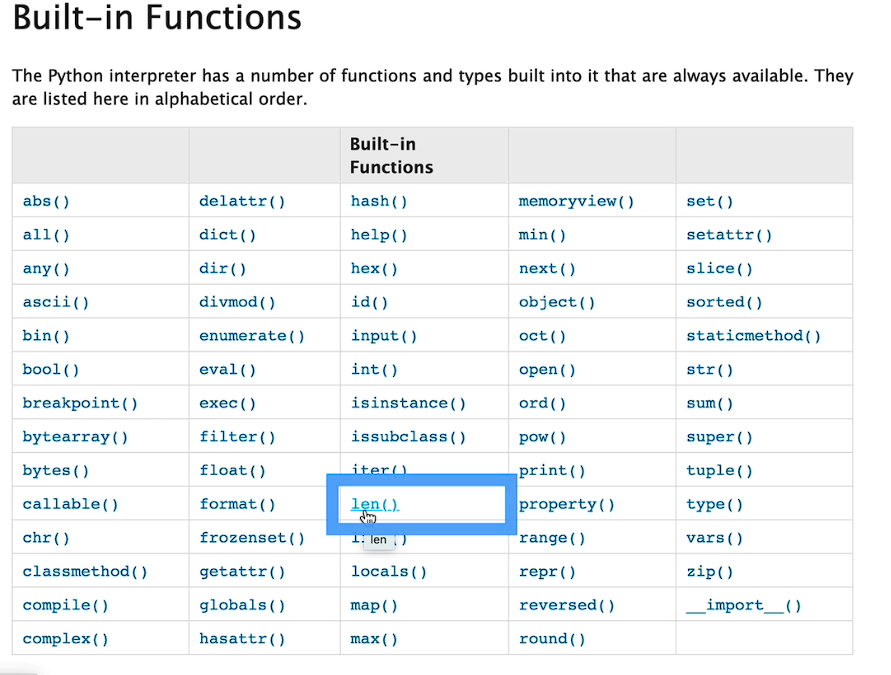 Built-in Functions
The Python interpreter has a number of functions and types built into it that are always available. They
are listed here in alphabetical order.
Built-in
Functions
abs() delattr() hash() memoryview() set()
all() dict() help() min() setattr()
any() dir() hex() next() slice()
ascii() divmod() id() object() sorted()
bin() enumerate() input() oct() staticmethod()
bool() eval() int() open() str()
breakpoint() exec() isinstance() ord() sum()
bytearray() filter() issubclass() pow() super()
bytes() float() iter() print() tuple()
callable() format() len() property() type()
chr() frozenset() len range() vars()
classmethod() getattr() locals() repr() zip()
compile() globals() map() reversed() __import__()
complex() hasattr() max() round()